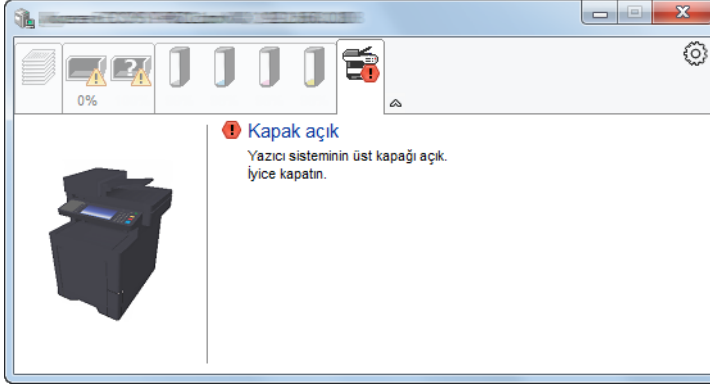 0%
Kapak açık
Yazıcı sisteminin üst kapağı açık.
İyice kapatın.